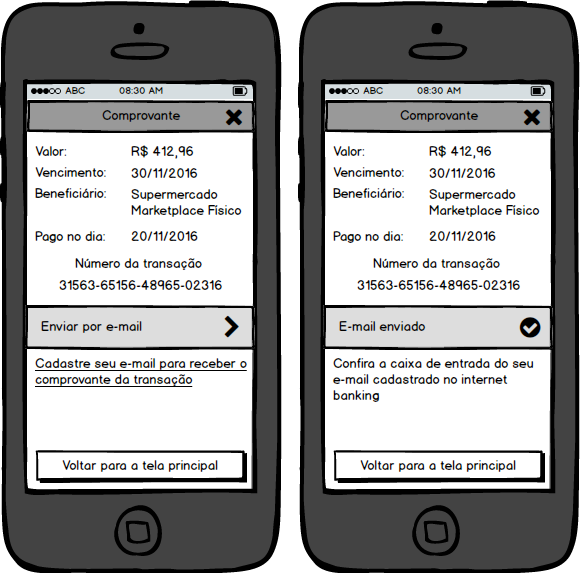 ABC 08:30 AM
Comprovante
Valor: R$ 412,96
Vencimento: 30/11/2016
Beneficiário: Supermercado
Marketplace Físico
Pago no dia: 20/11/2016
Número da transação
31563-65156-48965-02316
Enviar por e-mail
Cadastre seu e-mail para receber o
comprovante da transação
Voltar para a tela principal
ABC 08:30 AM
Comprovante
Valor: R$ 412,96
Vencimento: 30/11/2016
Beneficiário: Supermercado
Marketplace Físico
Pago no dia: 20/11/2016
Número da transação
31563-65156-48965-02316
E-mail enviado
Confira a caixa de entrada do seu
e-mail cadastrado no internet
banking
Voltar para a tela principal